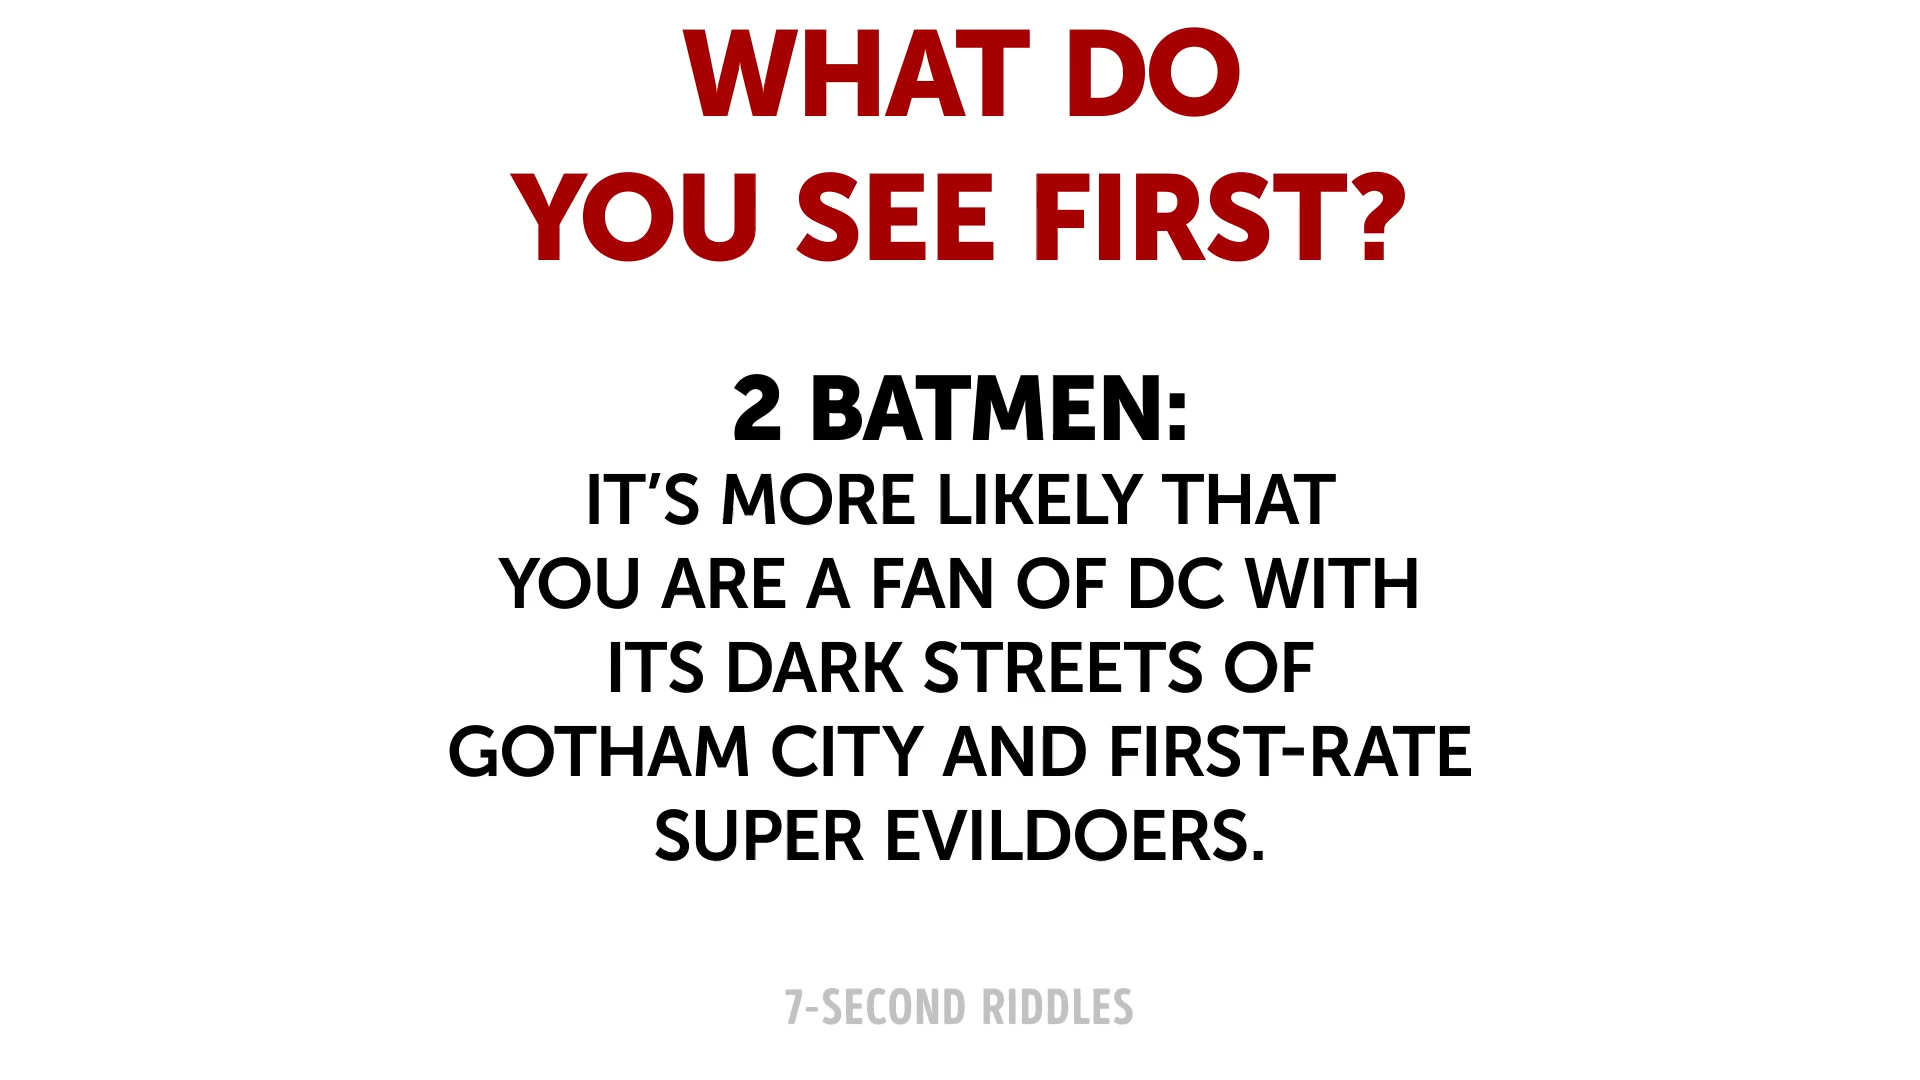 WHAT DO
YOU SEE FIRST?
2 BATMEN:
IT’S MORE LIKELY THAT
YOU ARE A FAN OF DC WITH
ITS DARK STREETS OF
GOTHAM CITY AND FIRST-RATE
SUPER EVILDOERS.
7-SECOND RIDDLES